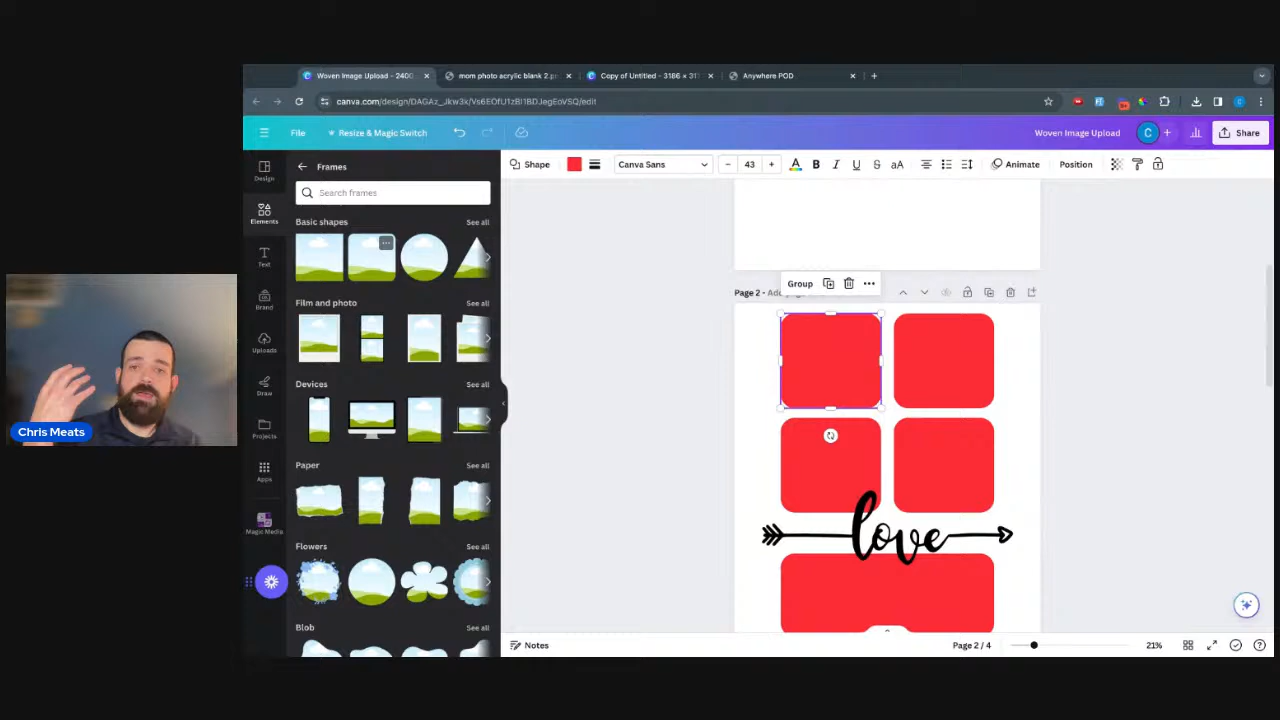 Woven Image Upload - 2400
mom photo acrylic blank 2.p
Copy of Untitled - 3186 × 31
Anywhere POD
canva.com/design/DAGAz_Jkw3k/Vs6EOfU1zBl1BDJegEoVSQ/edit
File
Resize & Magic Switch
Woven Image Upload
C
Share
Design
Elements
Text
Brand
Uploads
Draw
Projects
Apps
Magic Media
Frames
Search frames
Basic shapes See all
Film and photo See all
Devices See all
Paper See all
Flowers See all
Blob See all
Shape
Canva Sans
43
B I U S aA
Animate
Position
Group
Page 2 - Add
love
Notes
Page 2 / 4
21%
Chris Meats